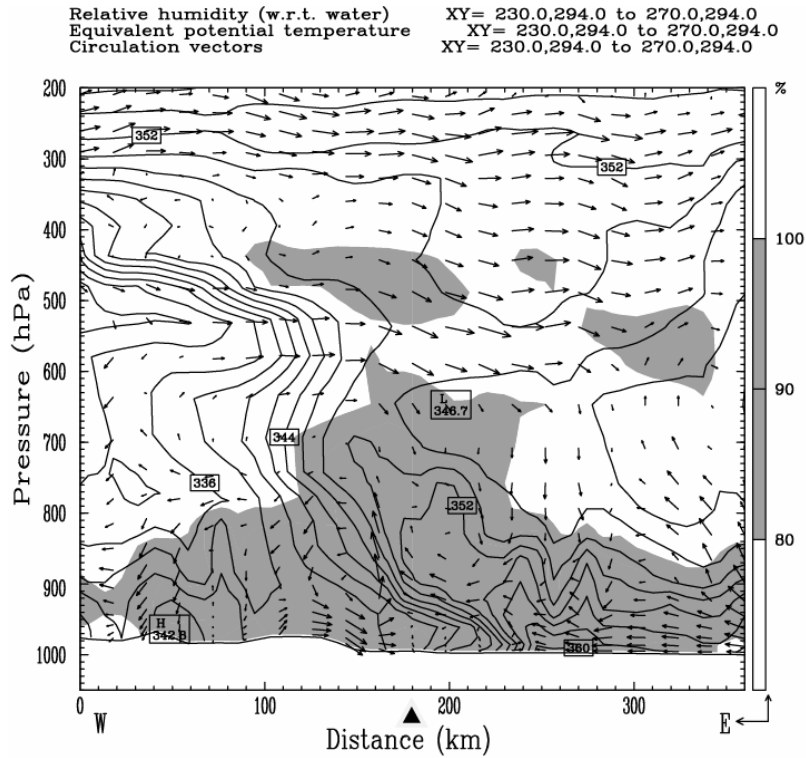 Relative humidity (w.r.t. water) XY= 230.0,294.0 to 270.0,294.0
Equivalent potential temperature XY= 230.0,294.0 to 270.0,294.0
Circulation vectors XY= 230.0,294.0 to 270.0,294.0
200 %
352
300 352
400 100
500
Pressure (hPa)
600
L
346.7 90
700 344
336
352
800 80
900
H
342.8
1000 360
0 100 200 300
W E
Distance (km)